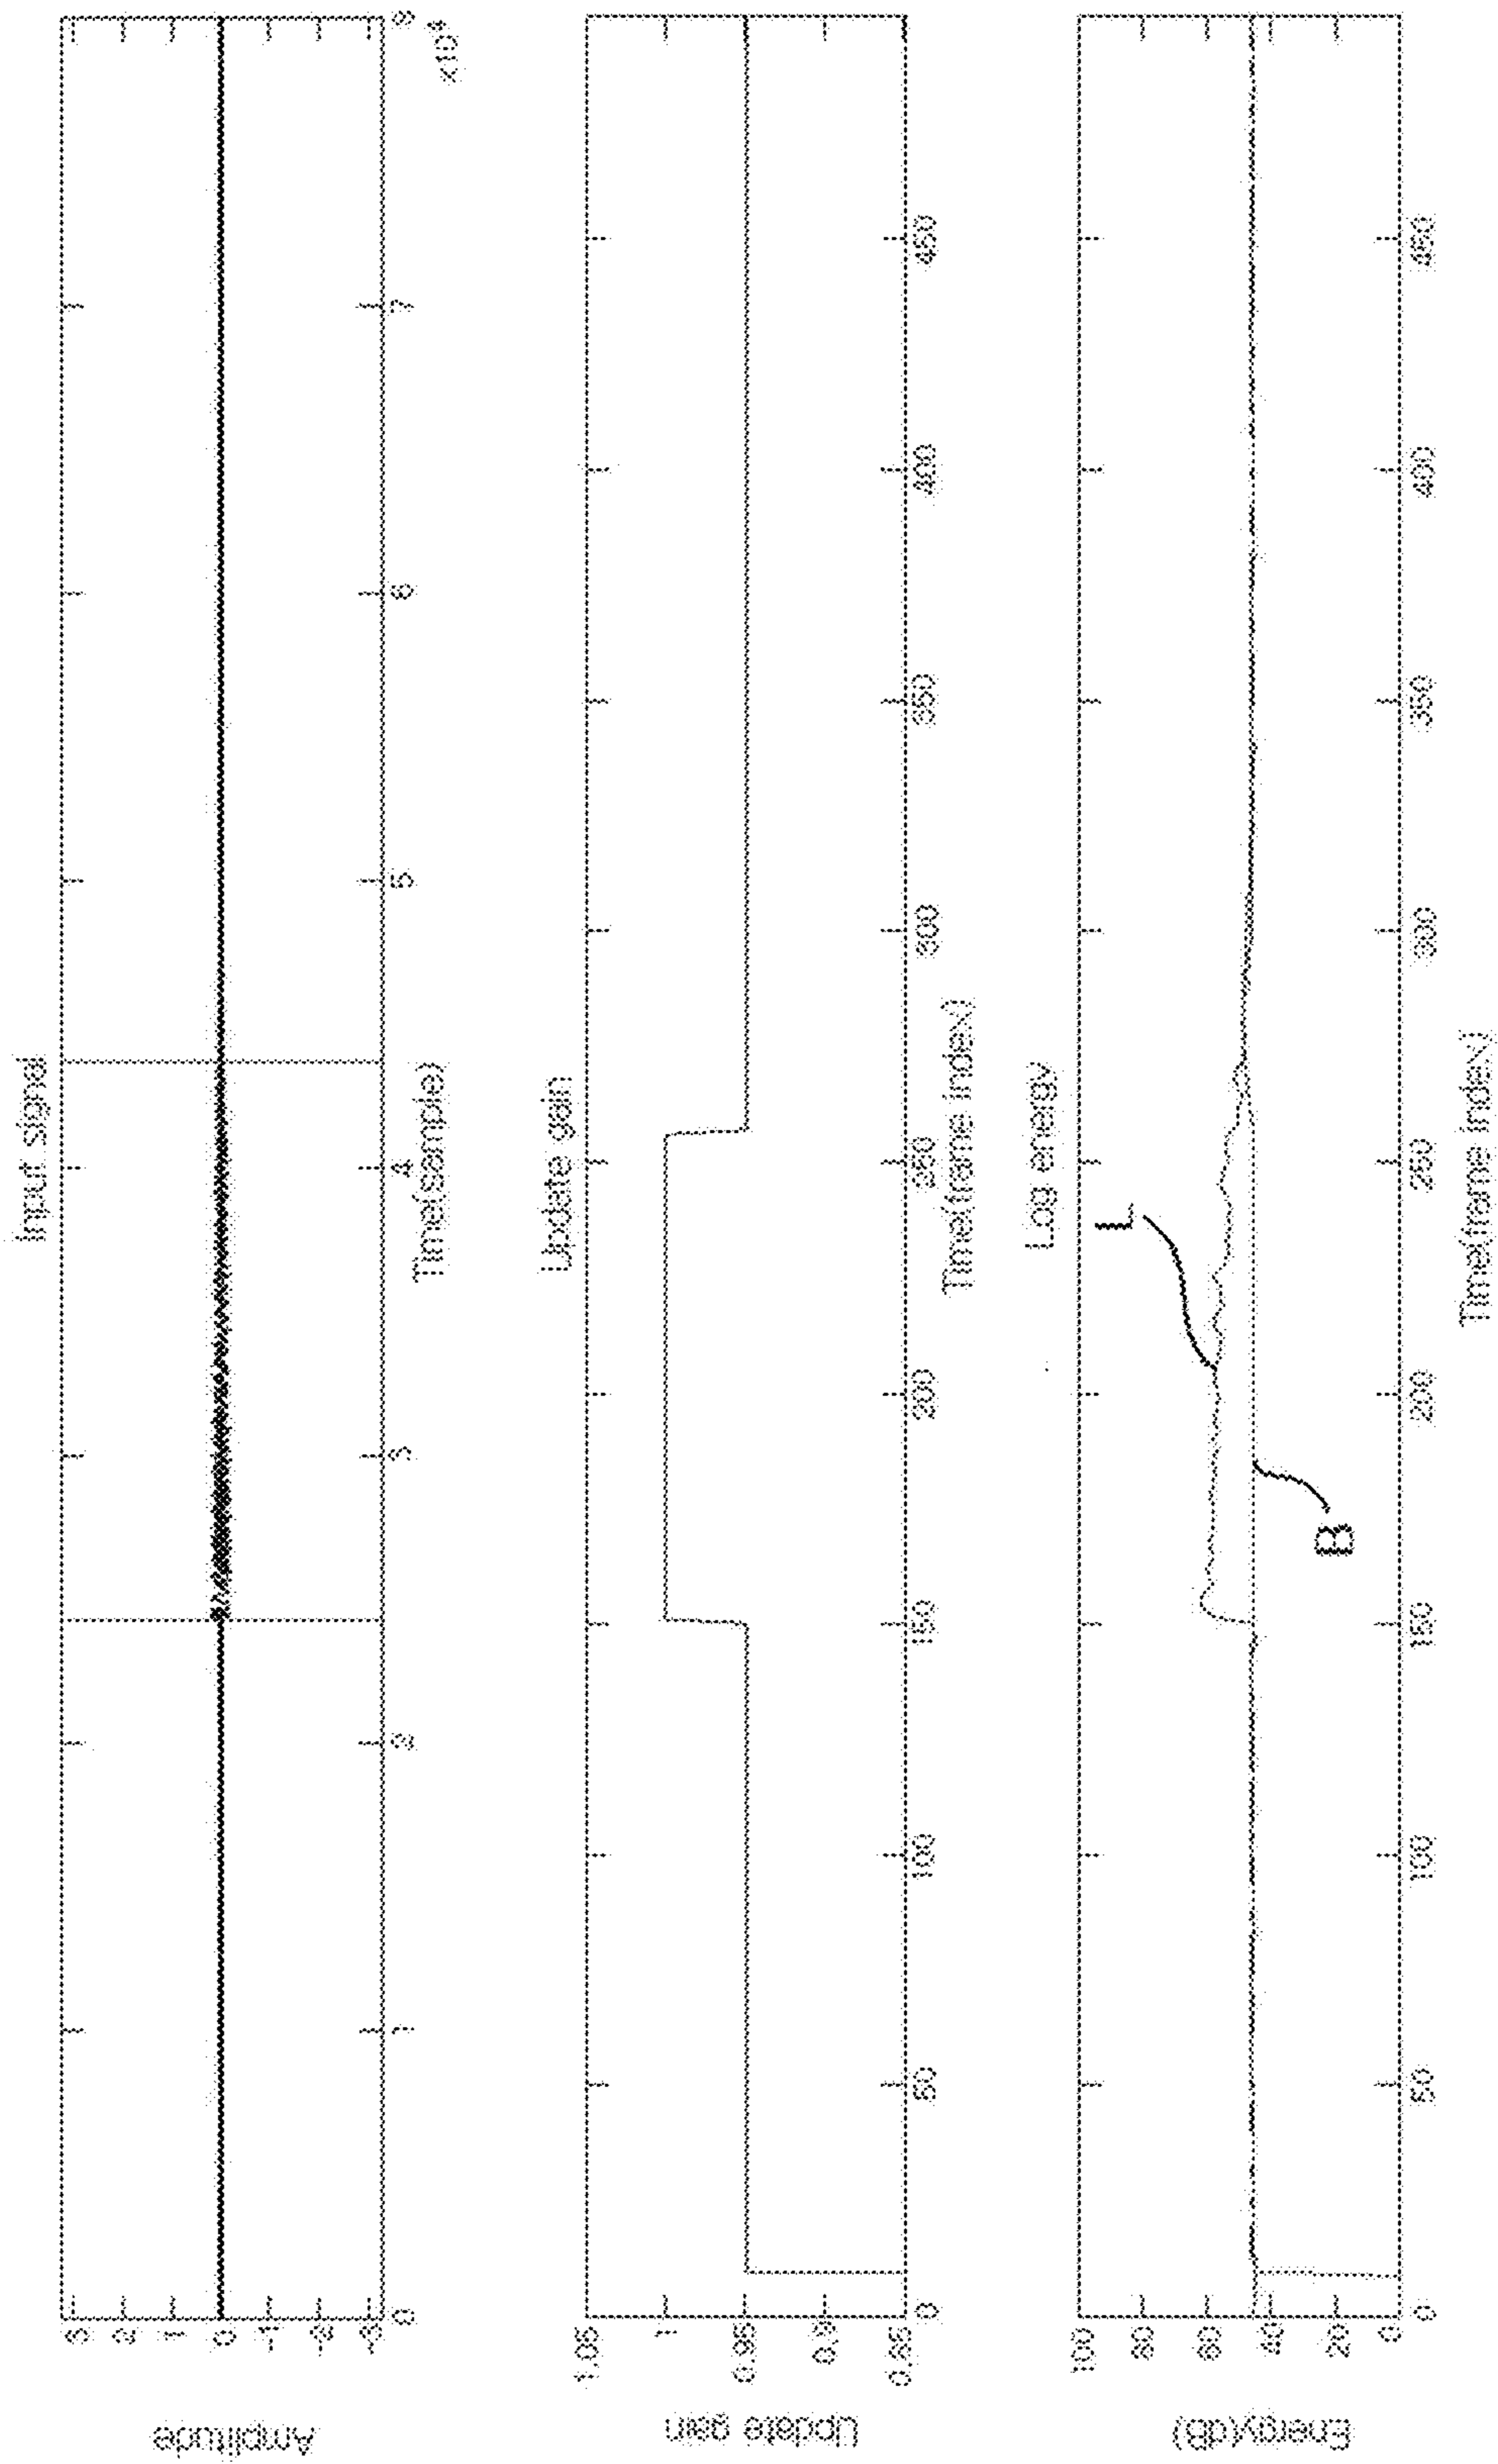 Input signal
Amplitude
3
2
1
0
-1
-2
-3
0 1 2 3 4 5 6 7 8
×10⁴
Time(sample)
Update gain
Update gain
1.05
1
0.95
0.9
0.85
0 50 100 150 200 250 300 350 400 450
Time(frame index)
Log energy
Energy(dB)
100
80
60
40
20
0
L
B
0 50 100 150 200 250 300 350 400 450
Time(frame index)